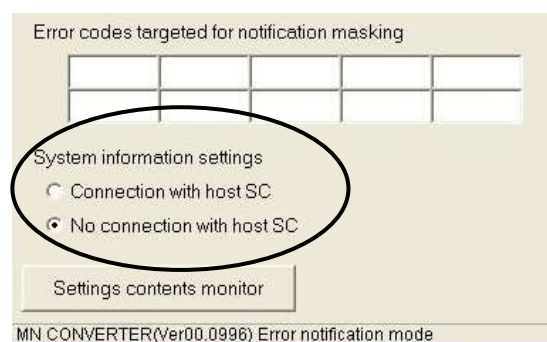 Error codes targeted for notification masking
System information settings
Connection with host SC
No connection with host SC
Settings contents monitor
MN CONVERTER(Ver00.0996) Error notification mode